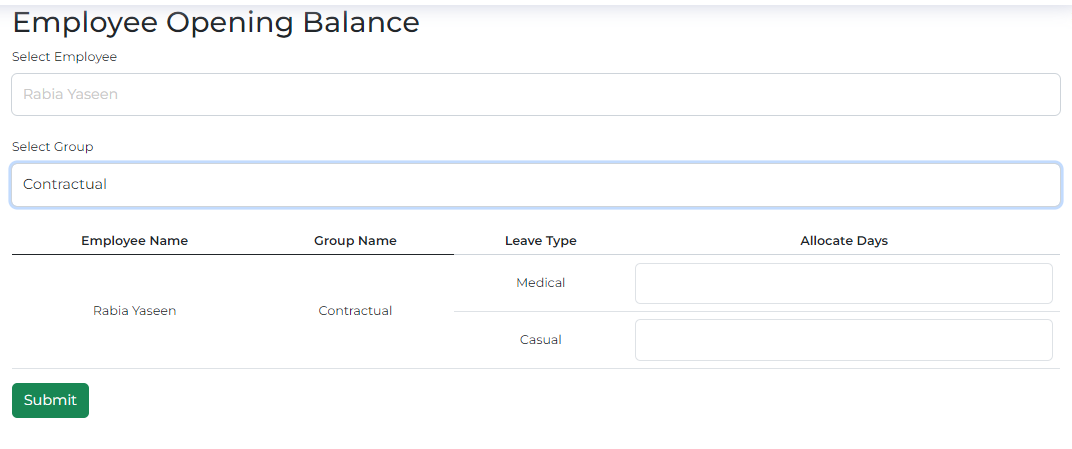 Employee Opening Balance
Select Employee
Rabia Yaseen
Select Group
Contractual
Employee Name Group Name Leave Type Allocate Days
Medical
Rabia Yaseen Contractual
Casual
Submit